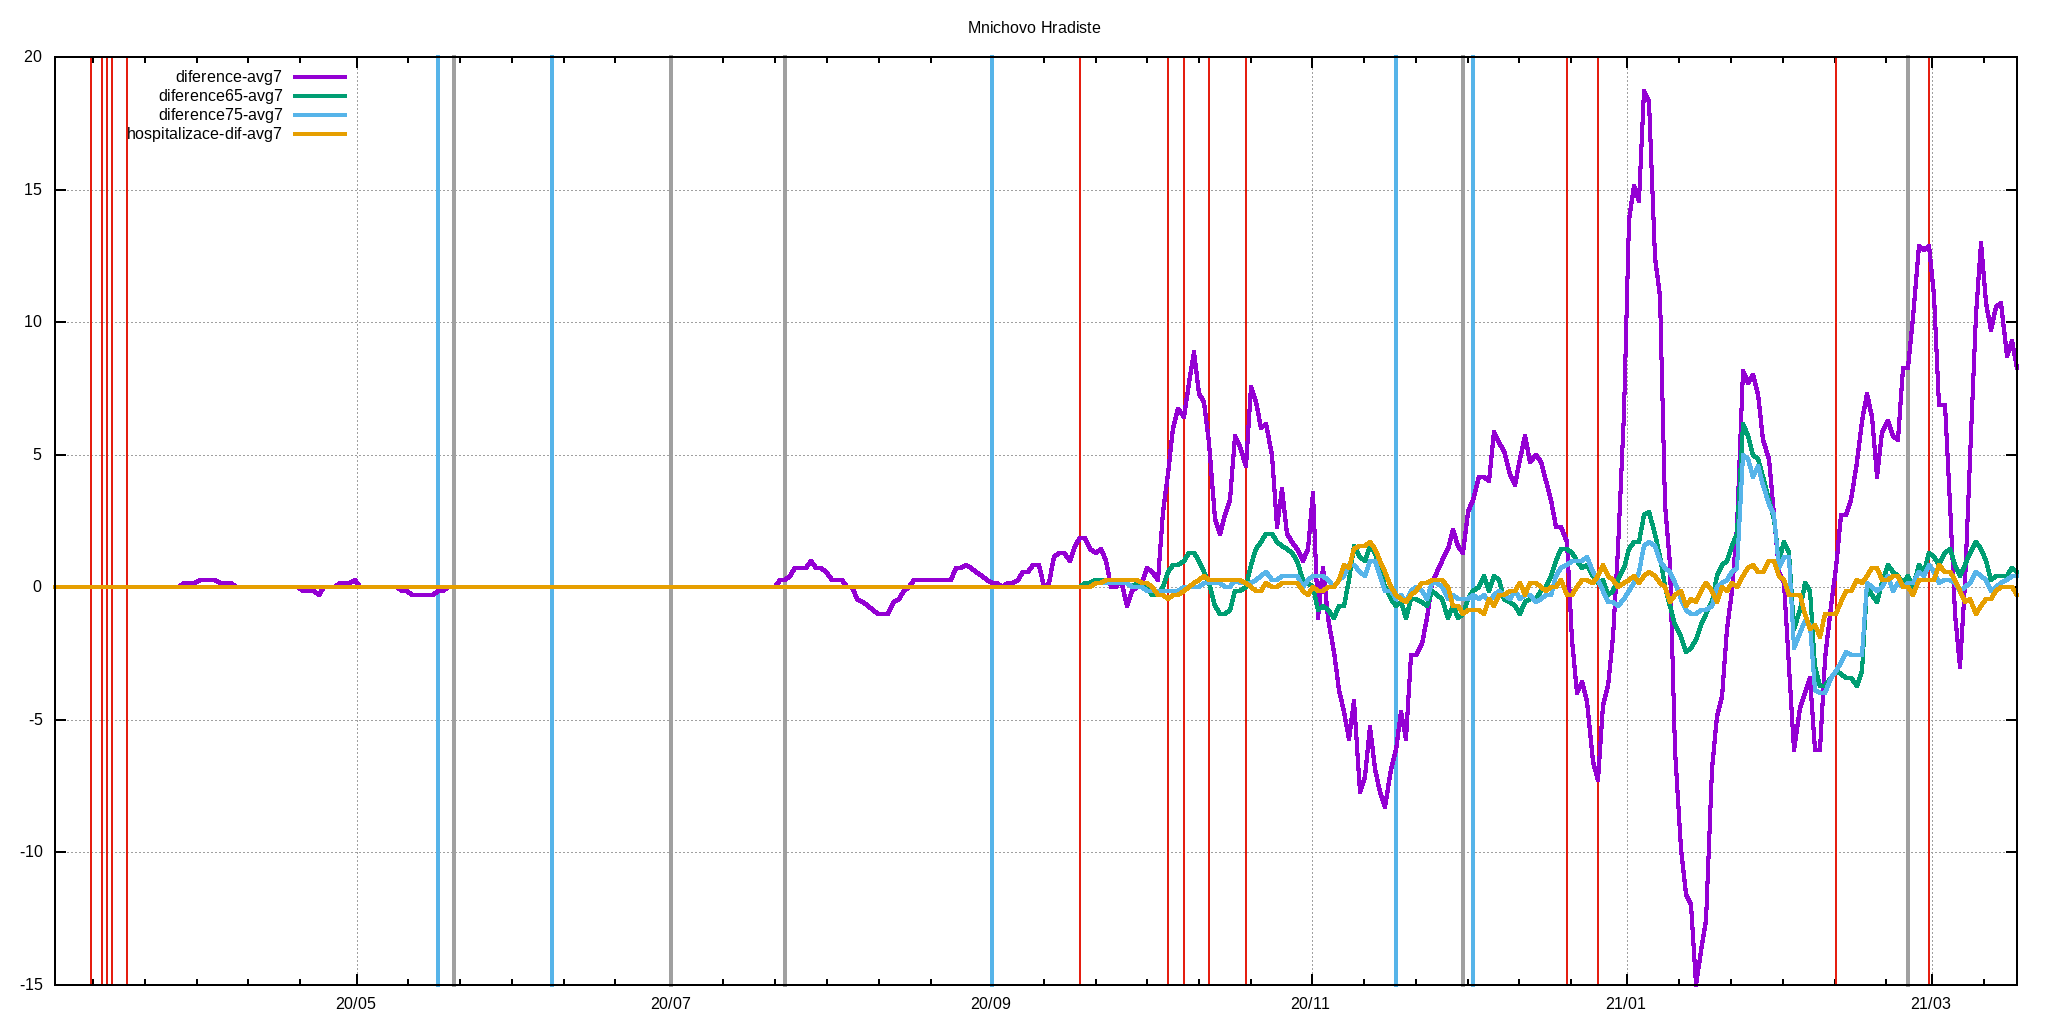 Mnichovo Hradiste
20
diference-avg7
diference65-avg7
diference75-avg7
hospitalizace-dif-avg7
15
10
5
0
-5
-10
-15
20/05 20/07 20/09 20/11 21/01 21/03